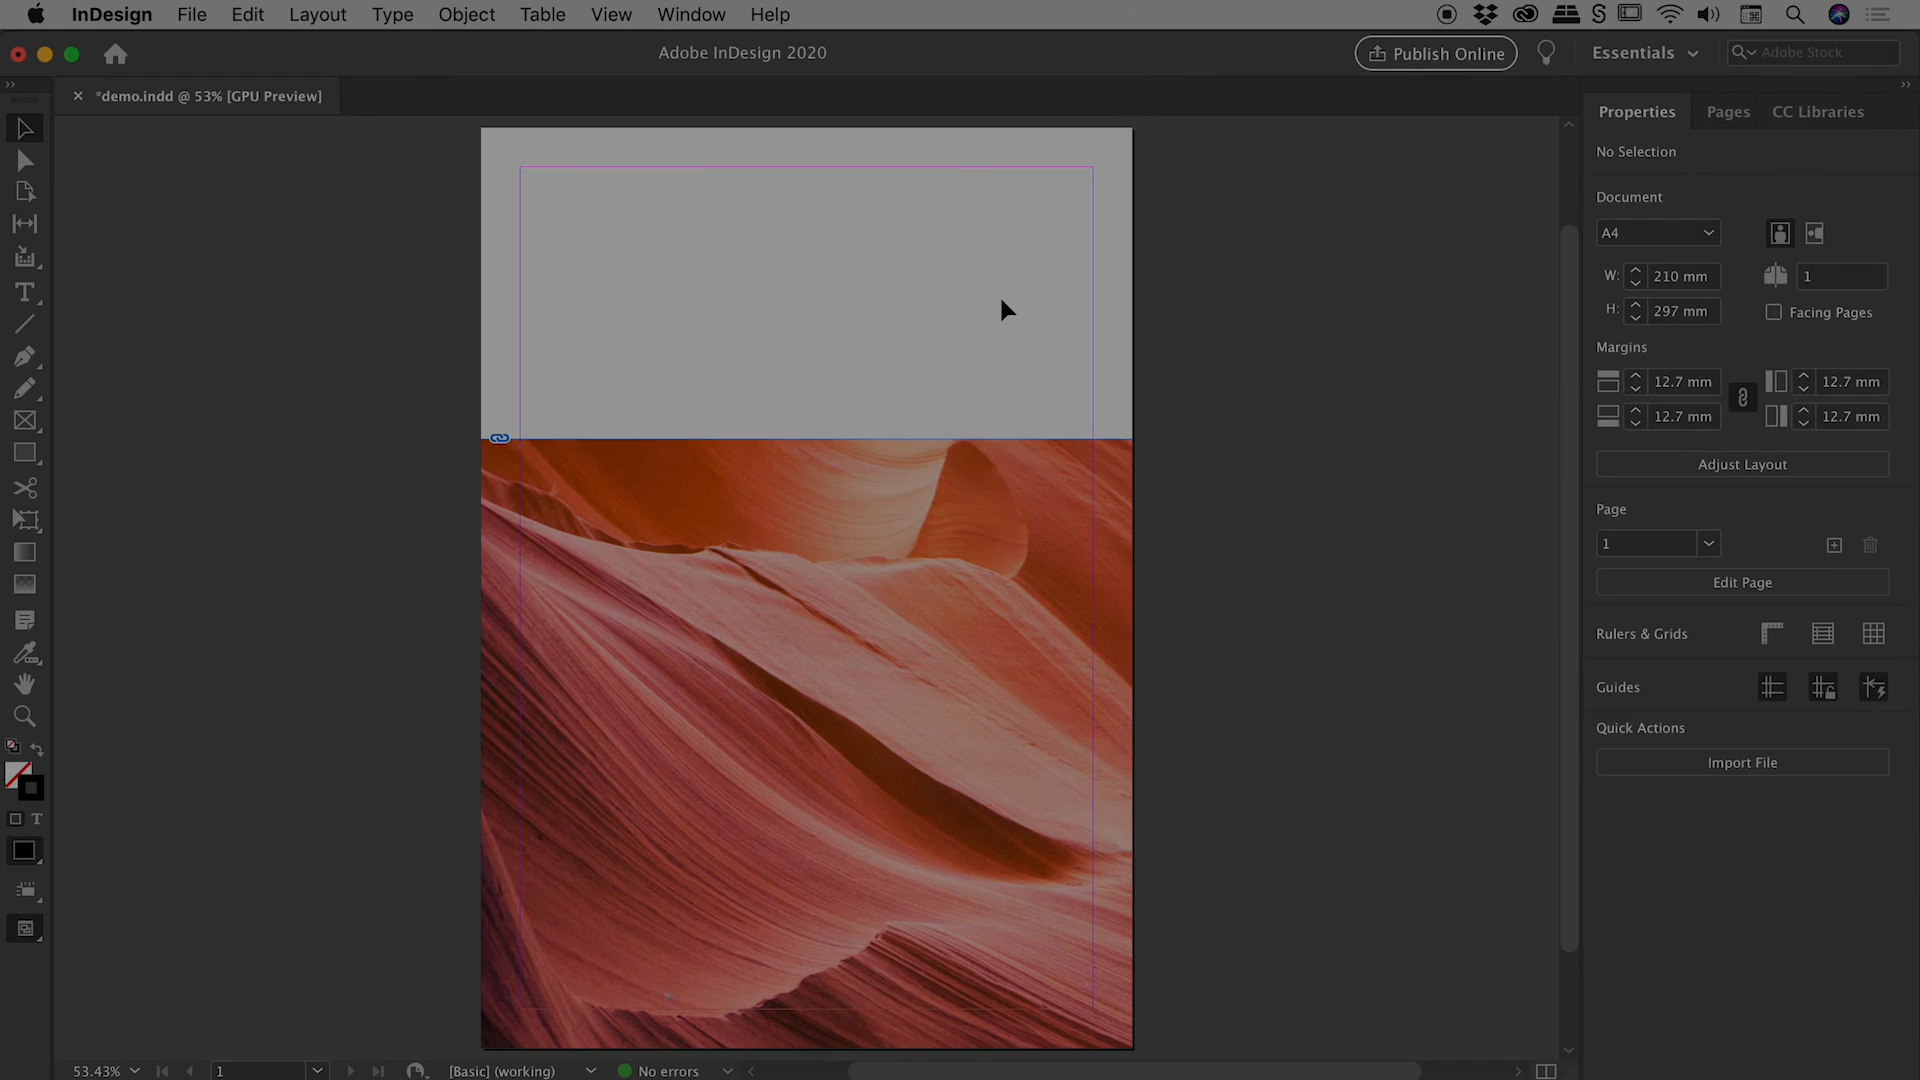 InDesign File Edit Layout Type Object Table View Window Help
Adobe InDesign 2020
Publish Online
Essentials
Adobe Stock
*demo.indd @ 53% [GPU Preview]
Properties Pages CC Libraries
No Selection
Document
A4
W: 210 mm
1
H: 297 mm
Facing Pages
Margins
12.7 mm 12.7 mm
12.7 mm 12.7 mm
Adjust Layout
Page
1
Edit Page
Rulers & Grids
Guides
Quick Actions
Import File
53.43% 1 [Basic] (working) No errors